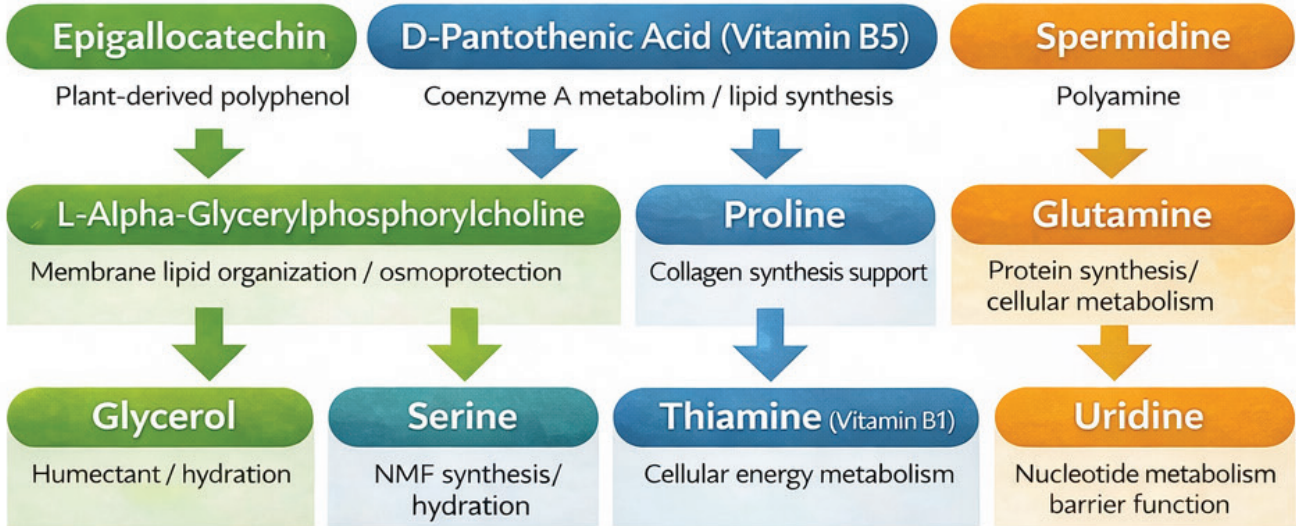 Epigallocatechin
Plant-derived polyphenol
D-Pantothenic Acid (Vitamin B5)
Coenzyme A metabolim / lipid synthesis
Spermidine
Polyamine
L-Alpha-Glycerylphosphorylcholine
Membrane lipid organization / osmoprotection
Proline
Collagen synthesis support
Glutamine
Protein synthesis/
cellular metabolism
Glycerol
Humectant / hydration
Serine
NMF synthesis/
hydration
Thiamine (Vitamin B1)
Cellular energy metabolism
Uridine
Nucleotide metabolism
barrier function